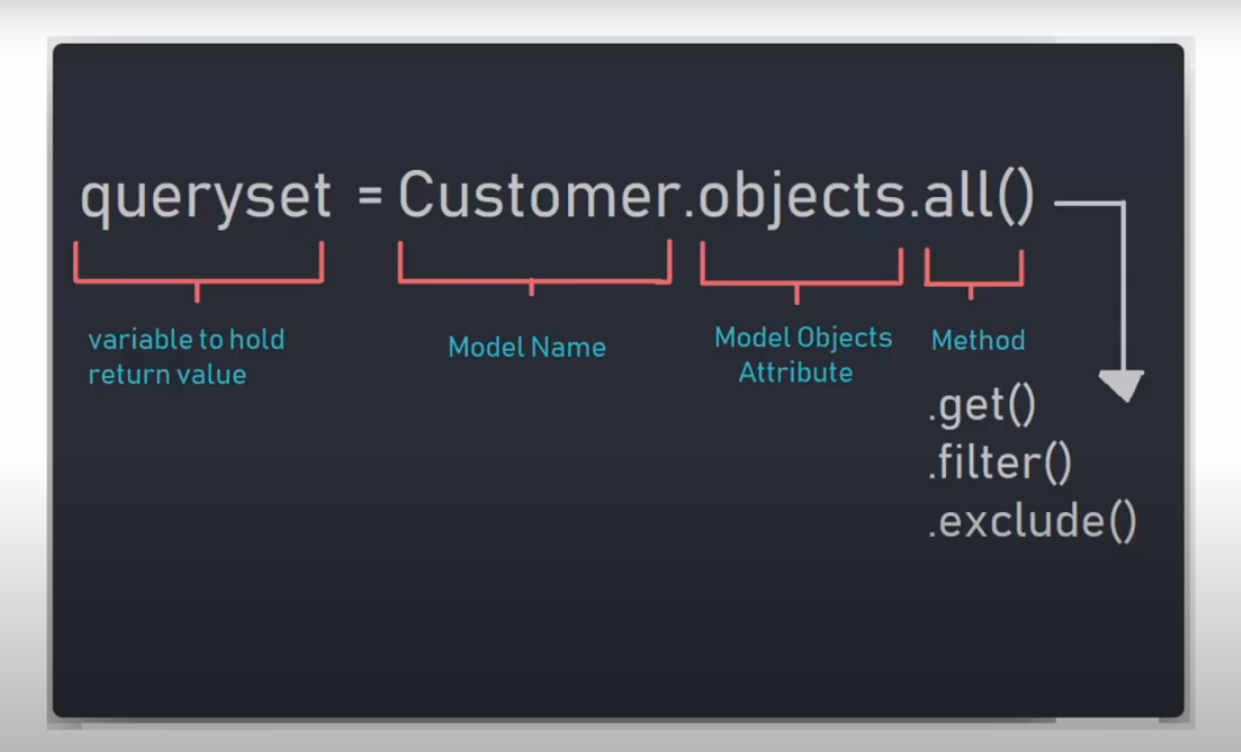 queryset = Customer.objects.all()
variable to hold
return value
Model Name
Model Objects
Attribute
Method
.get()
.filter()
.exclude()